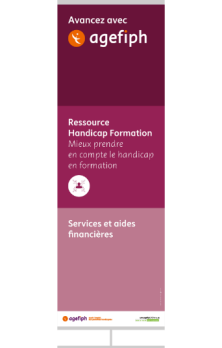 Avancez avec
agefiph
Ressource
Handicap Formation
Mieux prendre
en compte le handicap
en formation
Services et aides
financières
agefiph